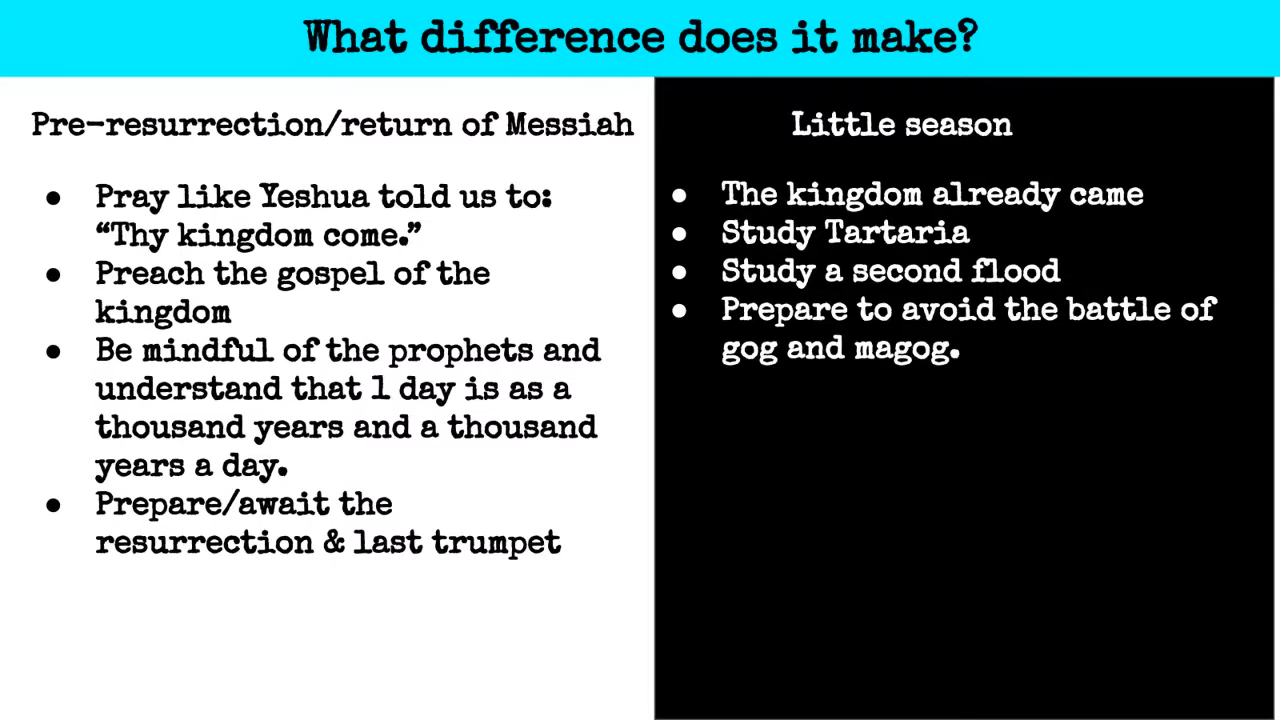 What difference does it make?
Pre-resurrection/return of Messiah
● Pray like Yeshua told us to:
“Thy kingdom come.”
● Preach the gospel of the
kingdom
● Be mindful of the prophets and
understand that 1 day is as a
thousand years and a thousand
years a day.
● Prepare/await the
resurrection & last trumpet
Little season
● The kingdom already came
● Study Tartaria
● Study a second flood
● Prepare to avoid the battle of
gog and magog.